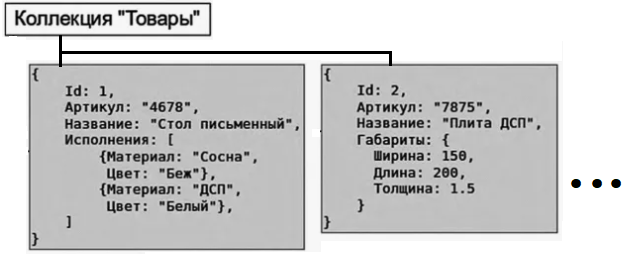 Коллекция "Товары"
{
Id: 1,
Артикул: "4678",
Название: "Стол письменный",
Исполнения: [
{Материал: "Сосна",
Цвет: "Беж"},
{Материал: "ДСП",
Цвет: "Белый"},
]
}
{
Id: 2,
Артикул: "7875",
Название: "Плита ДСП",
Габариты: {
Ширина: 150,
Длина: 200,
Толщина: 1.5
}
}